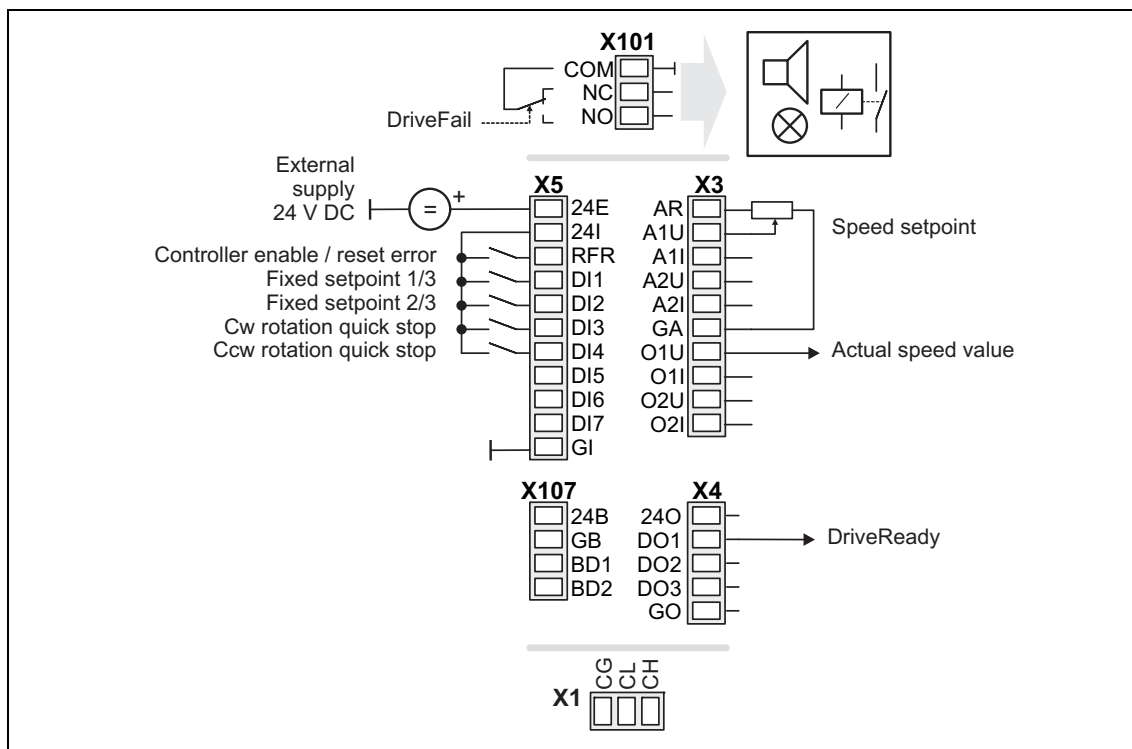 X101
COM
NC
NO
DriveFail
External
supply
24 V DC
=
+
X5
24E
24I
Controller enable / reset error
RFR
Fixed setpoint 1/3
DI1
Fixed setpoint 2/3
DI2
Cw rotation quick stop
DI3
Ccw rotation quick stop
DI4
DI5
DI6
DI7
GI
X3
AR
A1U
Speed setpoint
A1I
A2U
A2I
GA
O1U
Actual speed value
O1I
O2U
O2I
X107
24B
GB
BD1
BD2
X4
24O
DO1
DriveReady
DO2
DO3
GO
X1
CG
CL
CH